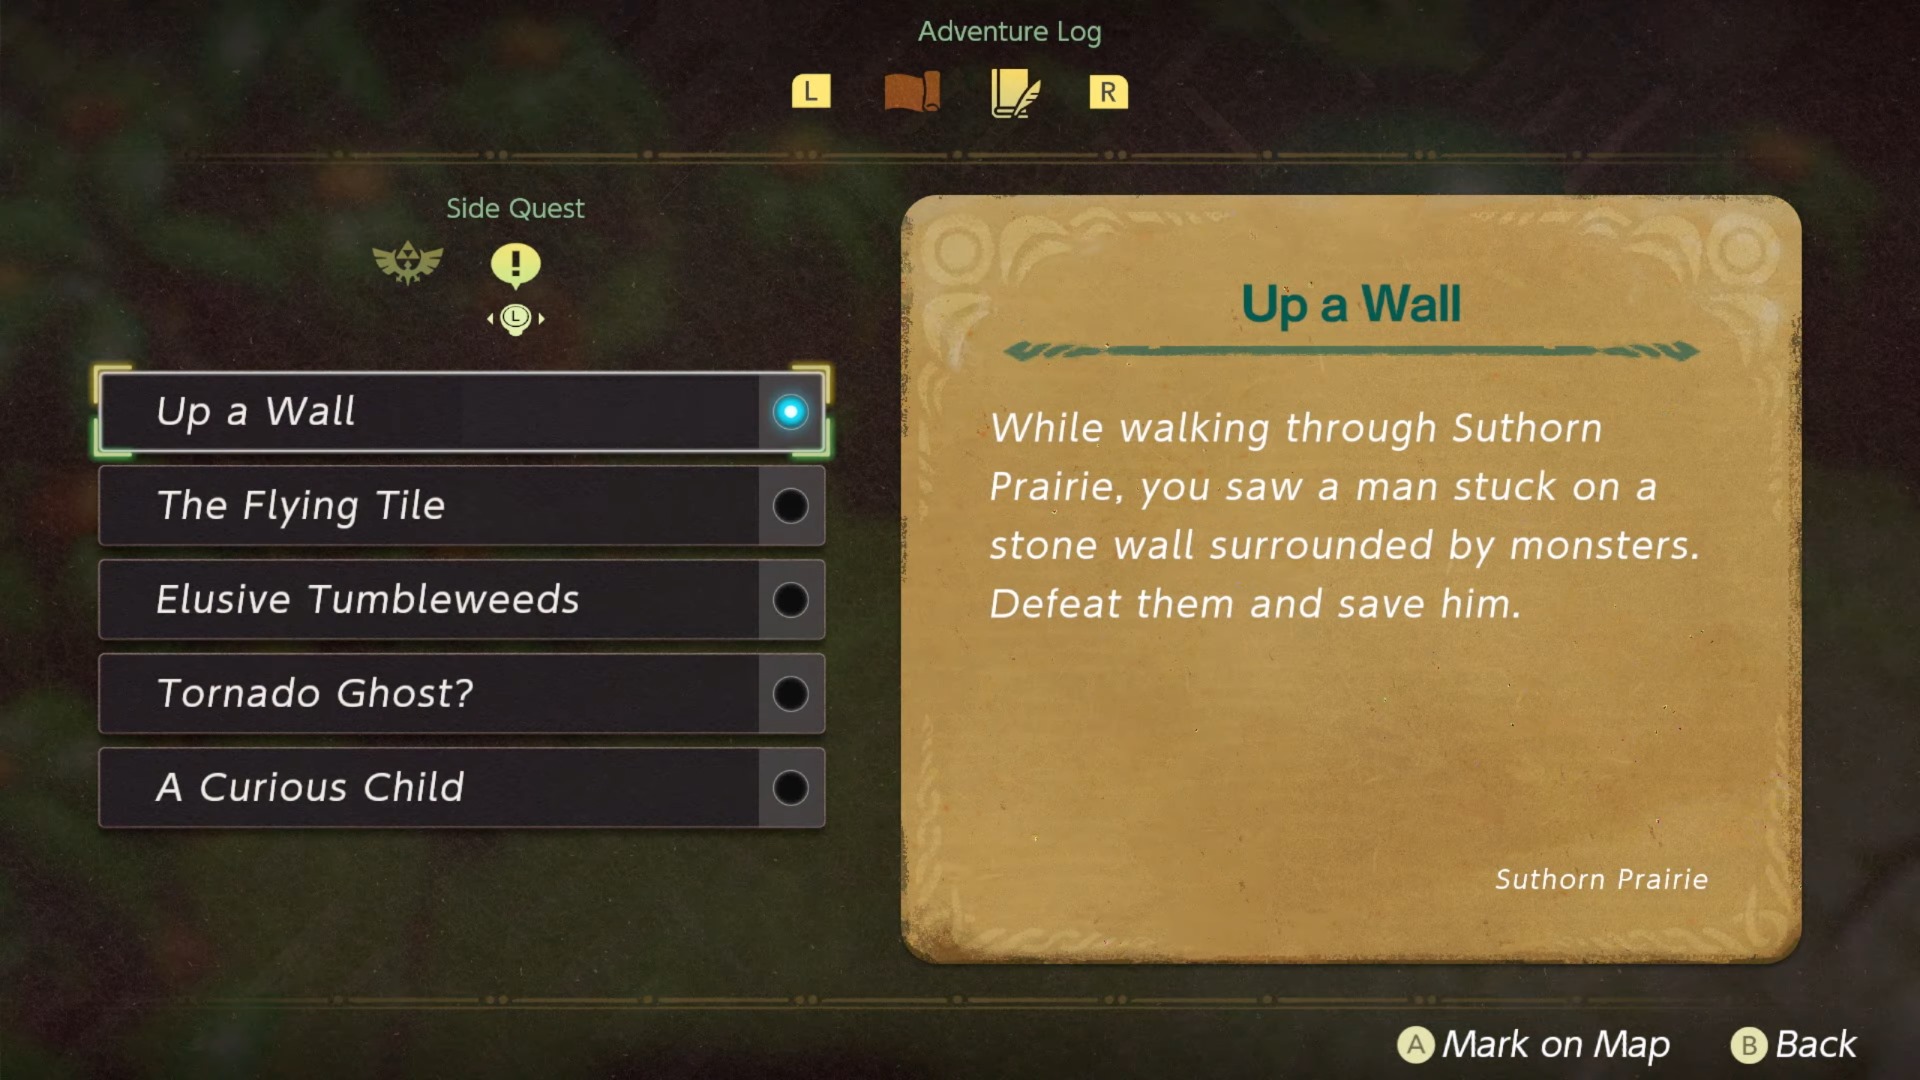 Adventure Log
L
R
Side Quest
!
L
Up a Wall
The Flying Tile
Elusive Tumbleweeds
Tornado Ghost?
A Curious Child
Up a Wall
While walking through Suthorn
Prairie, you saw a man stuck on a
stone wall surrounded by monsters.
Defeat them and save him.
Suthorn Prairie
A Mark on Map
B Back